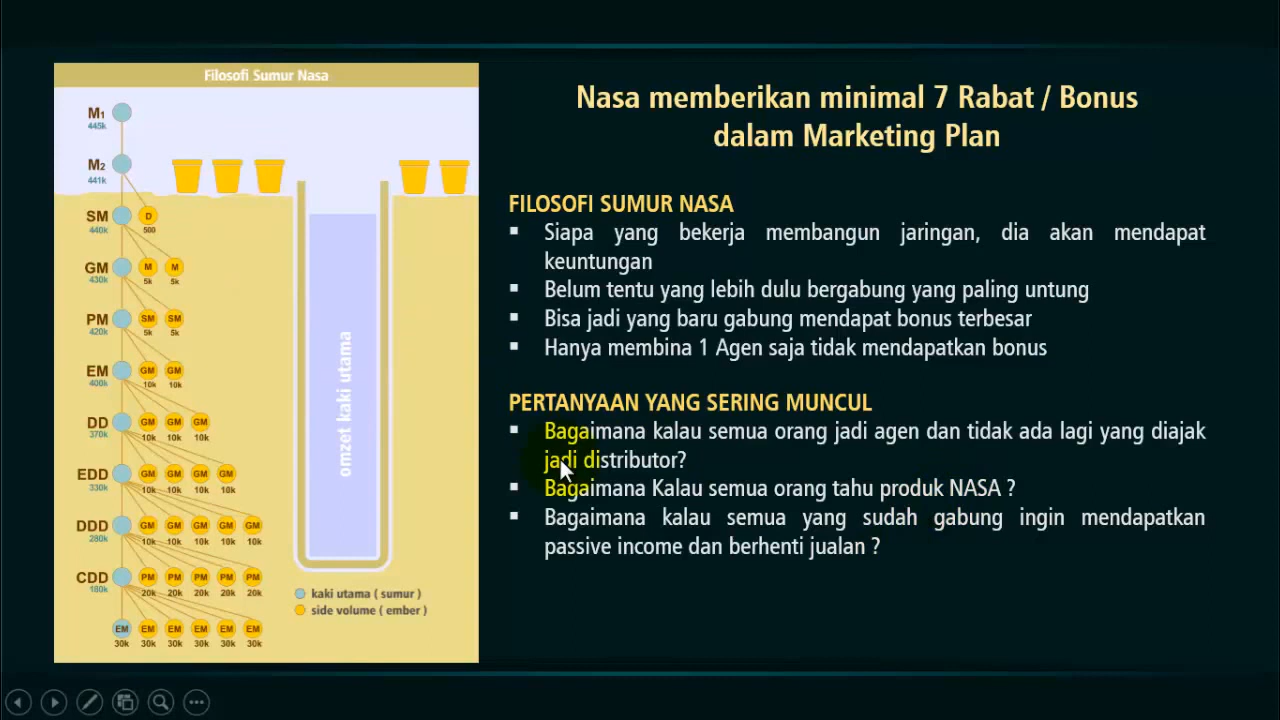 Filosofi Sumur Nasa
M1
445k
M2
441k
SM D
440k 500
GM M M
430k 5k 5k
PM SM SM
420k 5k 5k
EM GM GM
400k 10k 10k
DD GM GM GM
370k 10k 10k 10k
EDD GM GM GM GM
330k 10k 10k 10k 10k
DDD GM GM GM GM GM
280k 10k 10k 10k 10k 10k
CDD PM PM PM PM PM
180k 20k 20k 20k 20k 20k
EM EM EM EM EM EM
30k 30k 30k 30k 30k 30k
omzet kaki utama
kaki utama ( sumur )
side volume ( ember )
Nasa memberikan minimal 7 Rabat / Bonus
dalam Marketing Plan
FILOSOFI SUMUR NASA
▪ Siapa yang bekerja membangun jaringan, dia akan mendapat
keuntungan
▪ Belum tentu yang lebih dulu bergabung yang paling untung
▪ Bisa jadi yang baru gabung mendapat bonus terbesar
▪ Hanya membina 1 Agen saja tidak mendapatkan bonus
PERTANYAAN YANG SERING MUNCUL
▪ Bagaimana kalau semua orang jadi agen dan tidak ada lagi yang diajak
jadi distributor?
▪ Bagaimana Kalau semua orang tahu produk NASA ?
▪ Bagaimana kalau semua yang sudah gabung ingin mendapatkan
passive income dan berhenti jualan ?